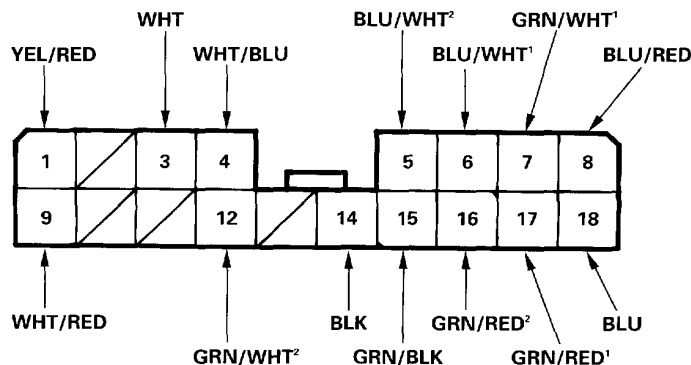 WHT BLU/WHT² GRN/WHT¹
YEL/RED WHT/BLU BLU/WHT¹ BLU/RED
1 3 4 5 6 7 8
9 12 14 15 16 17 18
WHT/RED BLK GRN/RED² BLU
GRN/WHT² GRN/BLK GRN/RED¹